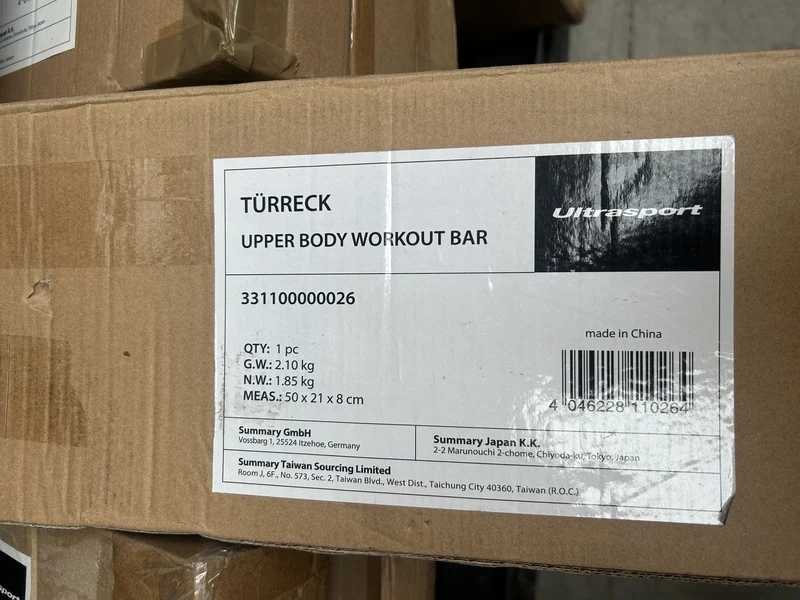 TÜRRECK
UPPER BODY WORKOUT BAR
Ultrasport
331100000026
QTY: 1 pc
G.W.: 2.10 kg
N.W.: 1.85 kg
MEAS.: 50 x 21 x 8 cm
made in China
4 046228 110264
Summary GmbH
Vossbarg 1, 25524 Itzehoe, Germany
Summary Japan K.K.
2-2 Marunouchi 2-chome, Chiyoda-ku, Tokyo, Japan
Summary Taiwan Sourcing Limited
Room J, 6F., No. 573, Sec. 2, Taiwan Blvd., West Dist., Taichung City 40360, Taiwan (R.O.C.)